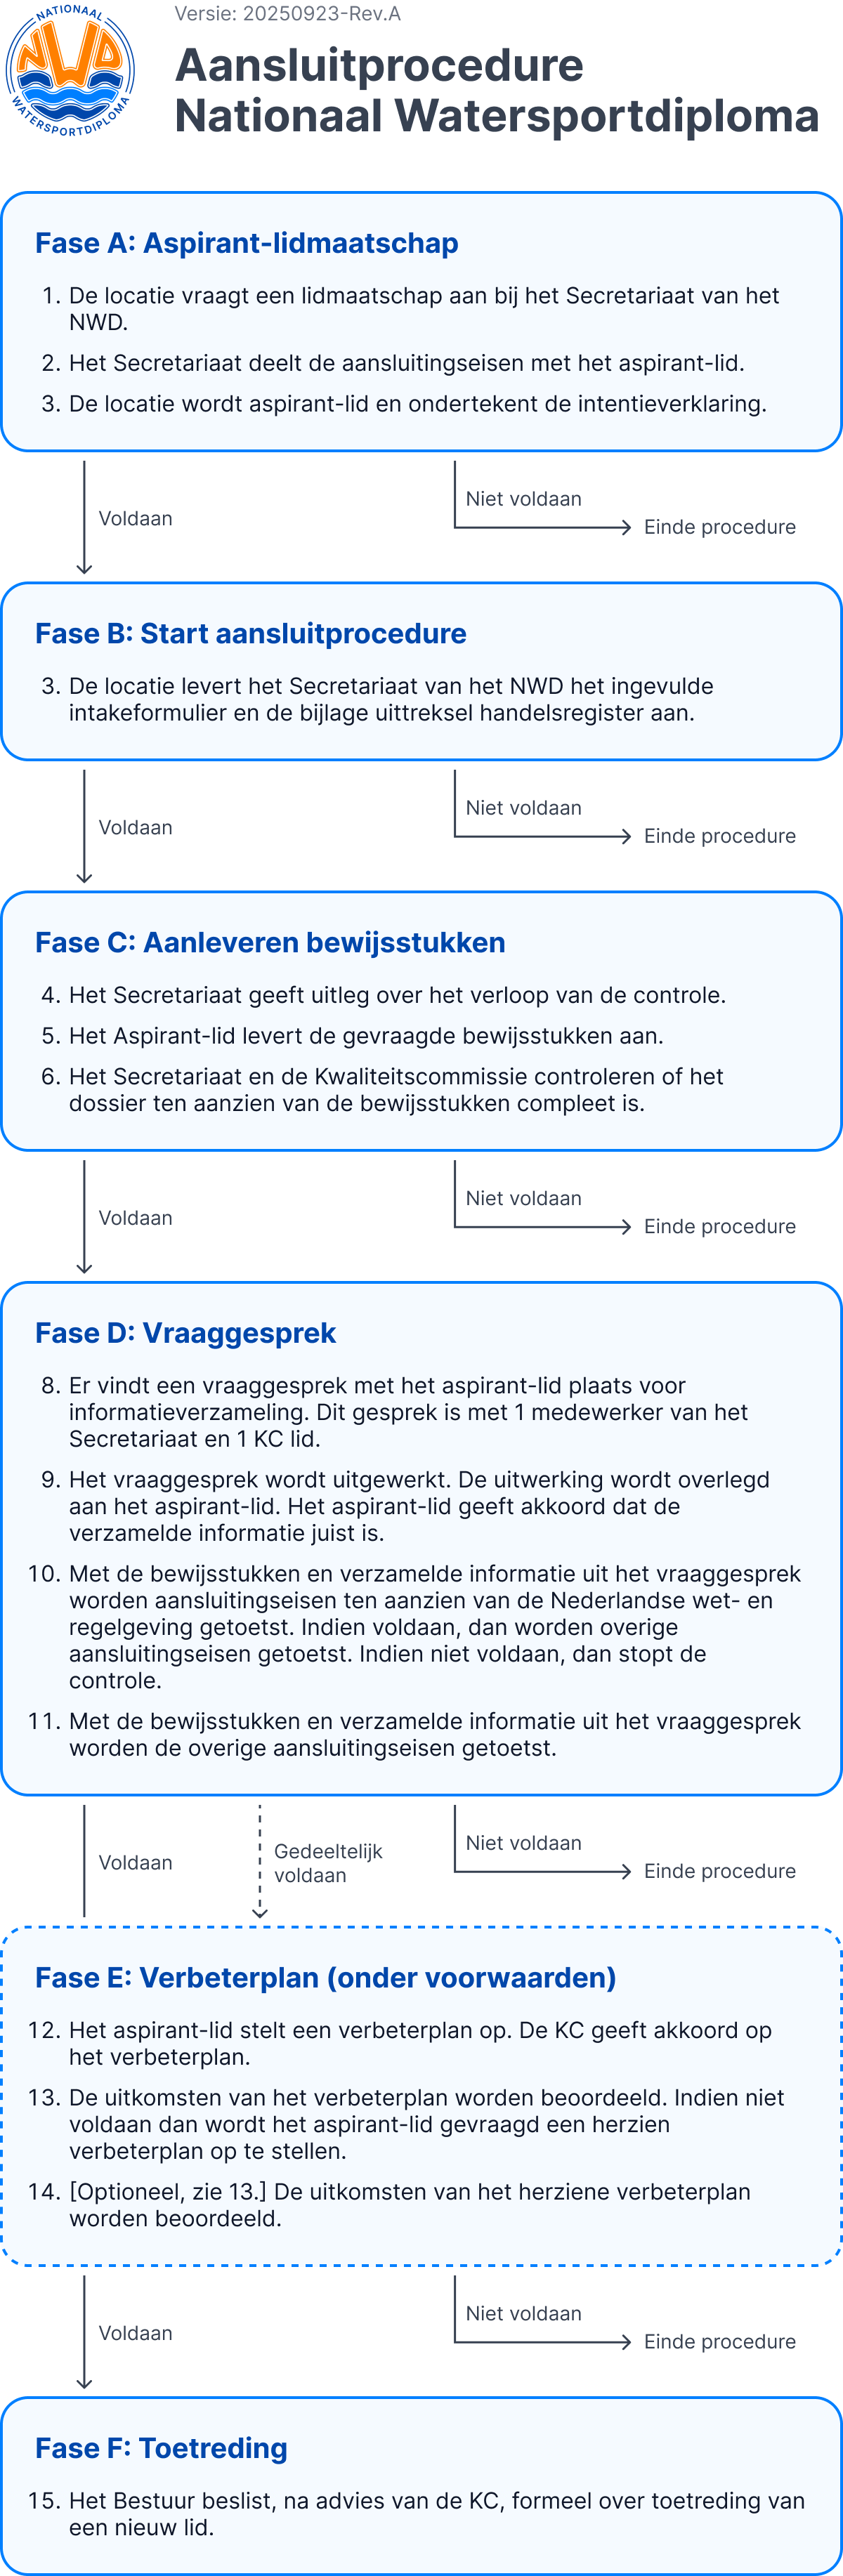 NATIONAAL
NWD
WATERSPORTDIPLOMA
Versie: 20250923-Rev.A
Aansluitprocedure
Nationaal Watersportdiploma
Fase A: Aspirant-lidmaatschap
1. De locatie vraagt een lidmaatschap aan bij het Secretariaat van het
NWD.
2. Het Secretariaat deelt de aansluitingseisen met het aspirant-lid.
3. De locatie wordt aspirant-lid en ondertekent de intentieverklaring.
Voldaan
Niet voldaan
Einde procedure
Fase B: Start aansluitprocedure
3. De locatie levert het Secretariaat van het NWD het ingevulde
intakeformulier en de bijlage uittreksel handelsregister aan.
Voldaan
Niet voldaan
Einde procedure
Fase C: Aanleveren bewijsstukken
4. Het Secretariaat geeft uitleg over het verloop van de controle.
5. Het Aspirant-lid levert de gevraagde bewijsstukken aan.
6. Het Secretariaat en de Kwaliteitscommissie controleren of het
dossier ten aanzien van de bewijsstukken compleet is.
Voldaan
Niet voldaan
Einde procedure
Fase D: Vraaggesprek
8. Er vindt een vraaggesprek met het aspirant-lid plaats voor
informatieverzameling. Dit gesprek is met 1 medewerker van het
Secretariaat en 1 KC lid.
9. Het vraaggesprek wordt uitgewerkt. De uitwerking wordt overlegd
aan het aspirant-lid. Het aspirant-lid geeft akkoord dat de
verzamelde informatie juist is.
10. Met de bewijsstukken en verzamelde informatie uit het vraaggesprek
worden aansluitingseisen ten aanzien van de Nederlandse wet- en
regelgeving getoetst. Indien voldaan, dan worden overige
aansluitingseisen getoetst. Indien niet voldaan, dan stopt de
controle.
11. Met de bewijsstukken en verzamelde informatie uit het vraaggesprek
worden de overige aansluitingseisen getoetst.
Voldaan
Gedeeltelijk
voldaan
Niet voldaan
Einde procedure
Fase E: Verbeterplan (onder voorwaarden)
12. Het aspirant-lid stelt een verbeterplan op. De KC geeft akkoord op
het verbeterplan.
13. De uitkomsten van het verbeterplan worden beoordeeld. Indien niet
voldaan dan wordt het aspirant-lid gevraagd een herzien
verbeterplan op te stellen.
14. [Optioneel, zie 13.] De uitkomsten van het herziene verbeterplan
worden beoordeeld.
Voldaan
Niet voldaan
Einde procedure
Fase F: Toetreding
15. Het Bestuur beslist, na advies van de KC, formeel over toetreding van
een nieuw lid.